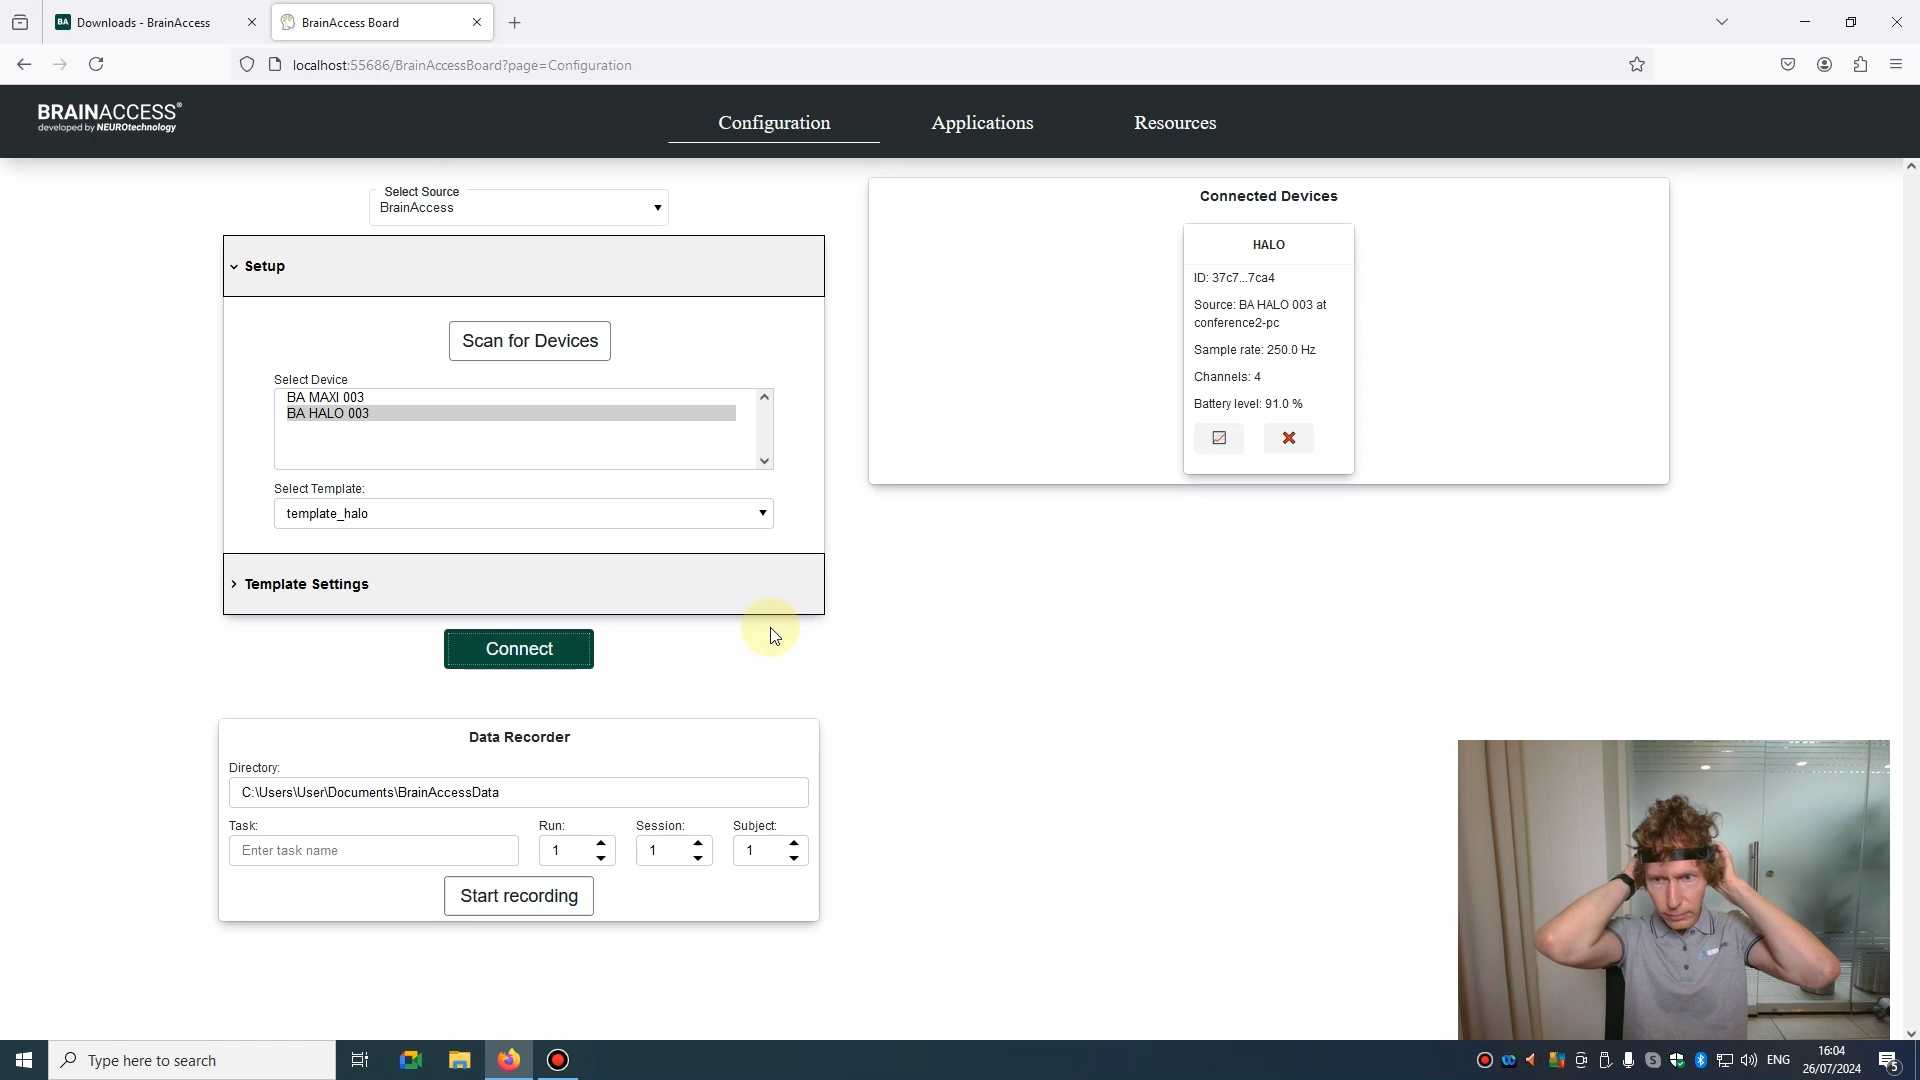 BA Downloads - BrainAccess
BrainAccess Board
localhost:55686/BrainAccessBoard?page=Configuration
BRAINACCESS®
developed by NEUROtechnology
Configuration
Applications
Resources
Select Source
BrainAccess
Setup
Scan for Devices
Select Device
BA MAXI 003
BA HALO 003
Select Template:
template_halo
Template Settings
Connect
Connected Devices
HALO
ID: 37c7...7ca4
Source: BA HALO 003 at
conference2-pc
Sample rate: 250.0 Hz
Channels: 4
Battery level: 91.0 %
Data Recorder
Directory:
C:\Users\User\Documents\BrainAccessData
Task: Run: Session: Subject:
Enter task name 1 1 1
Start recording
Type here to search
ENG
16:04
26/07/2024
5